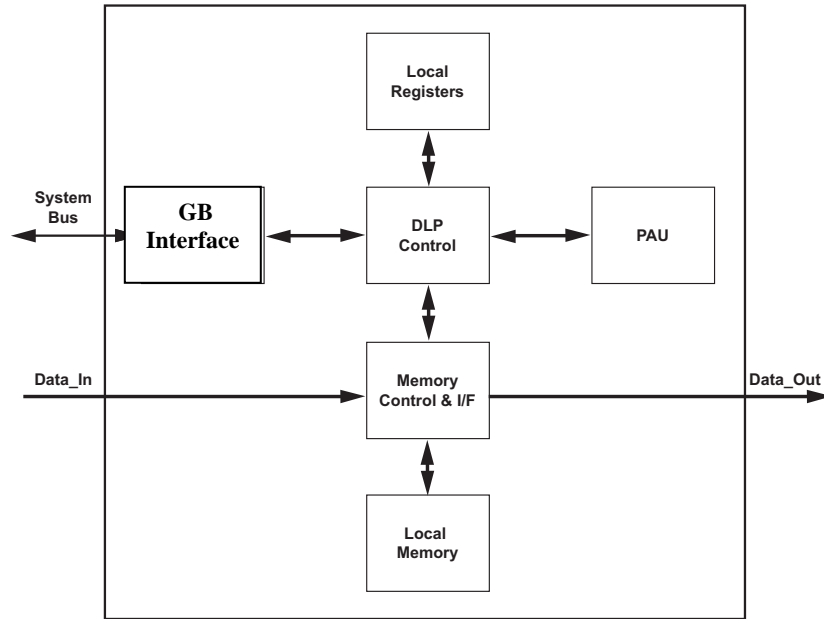 Local
Registers
System
Bus
GB
Interface
DLP
Control
PAU
Data_In
Memory
Control & I/F
Data_Out
Local
Memory